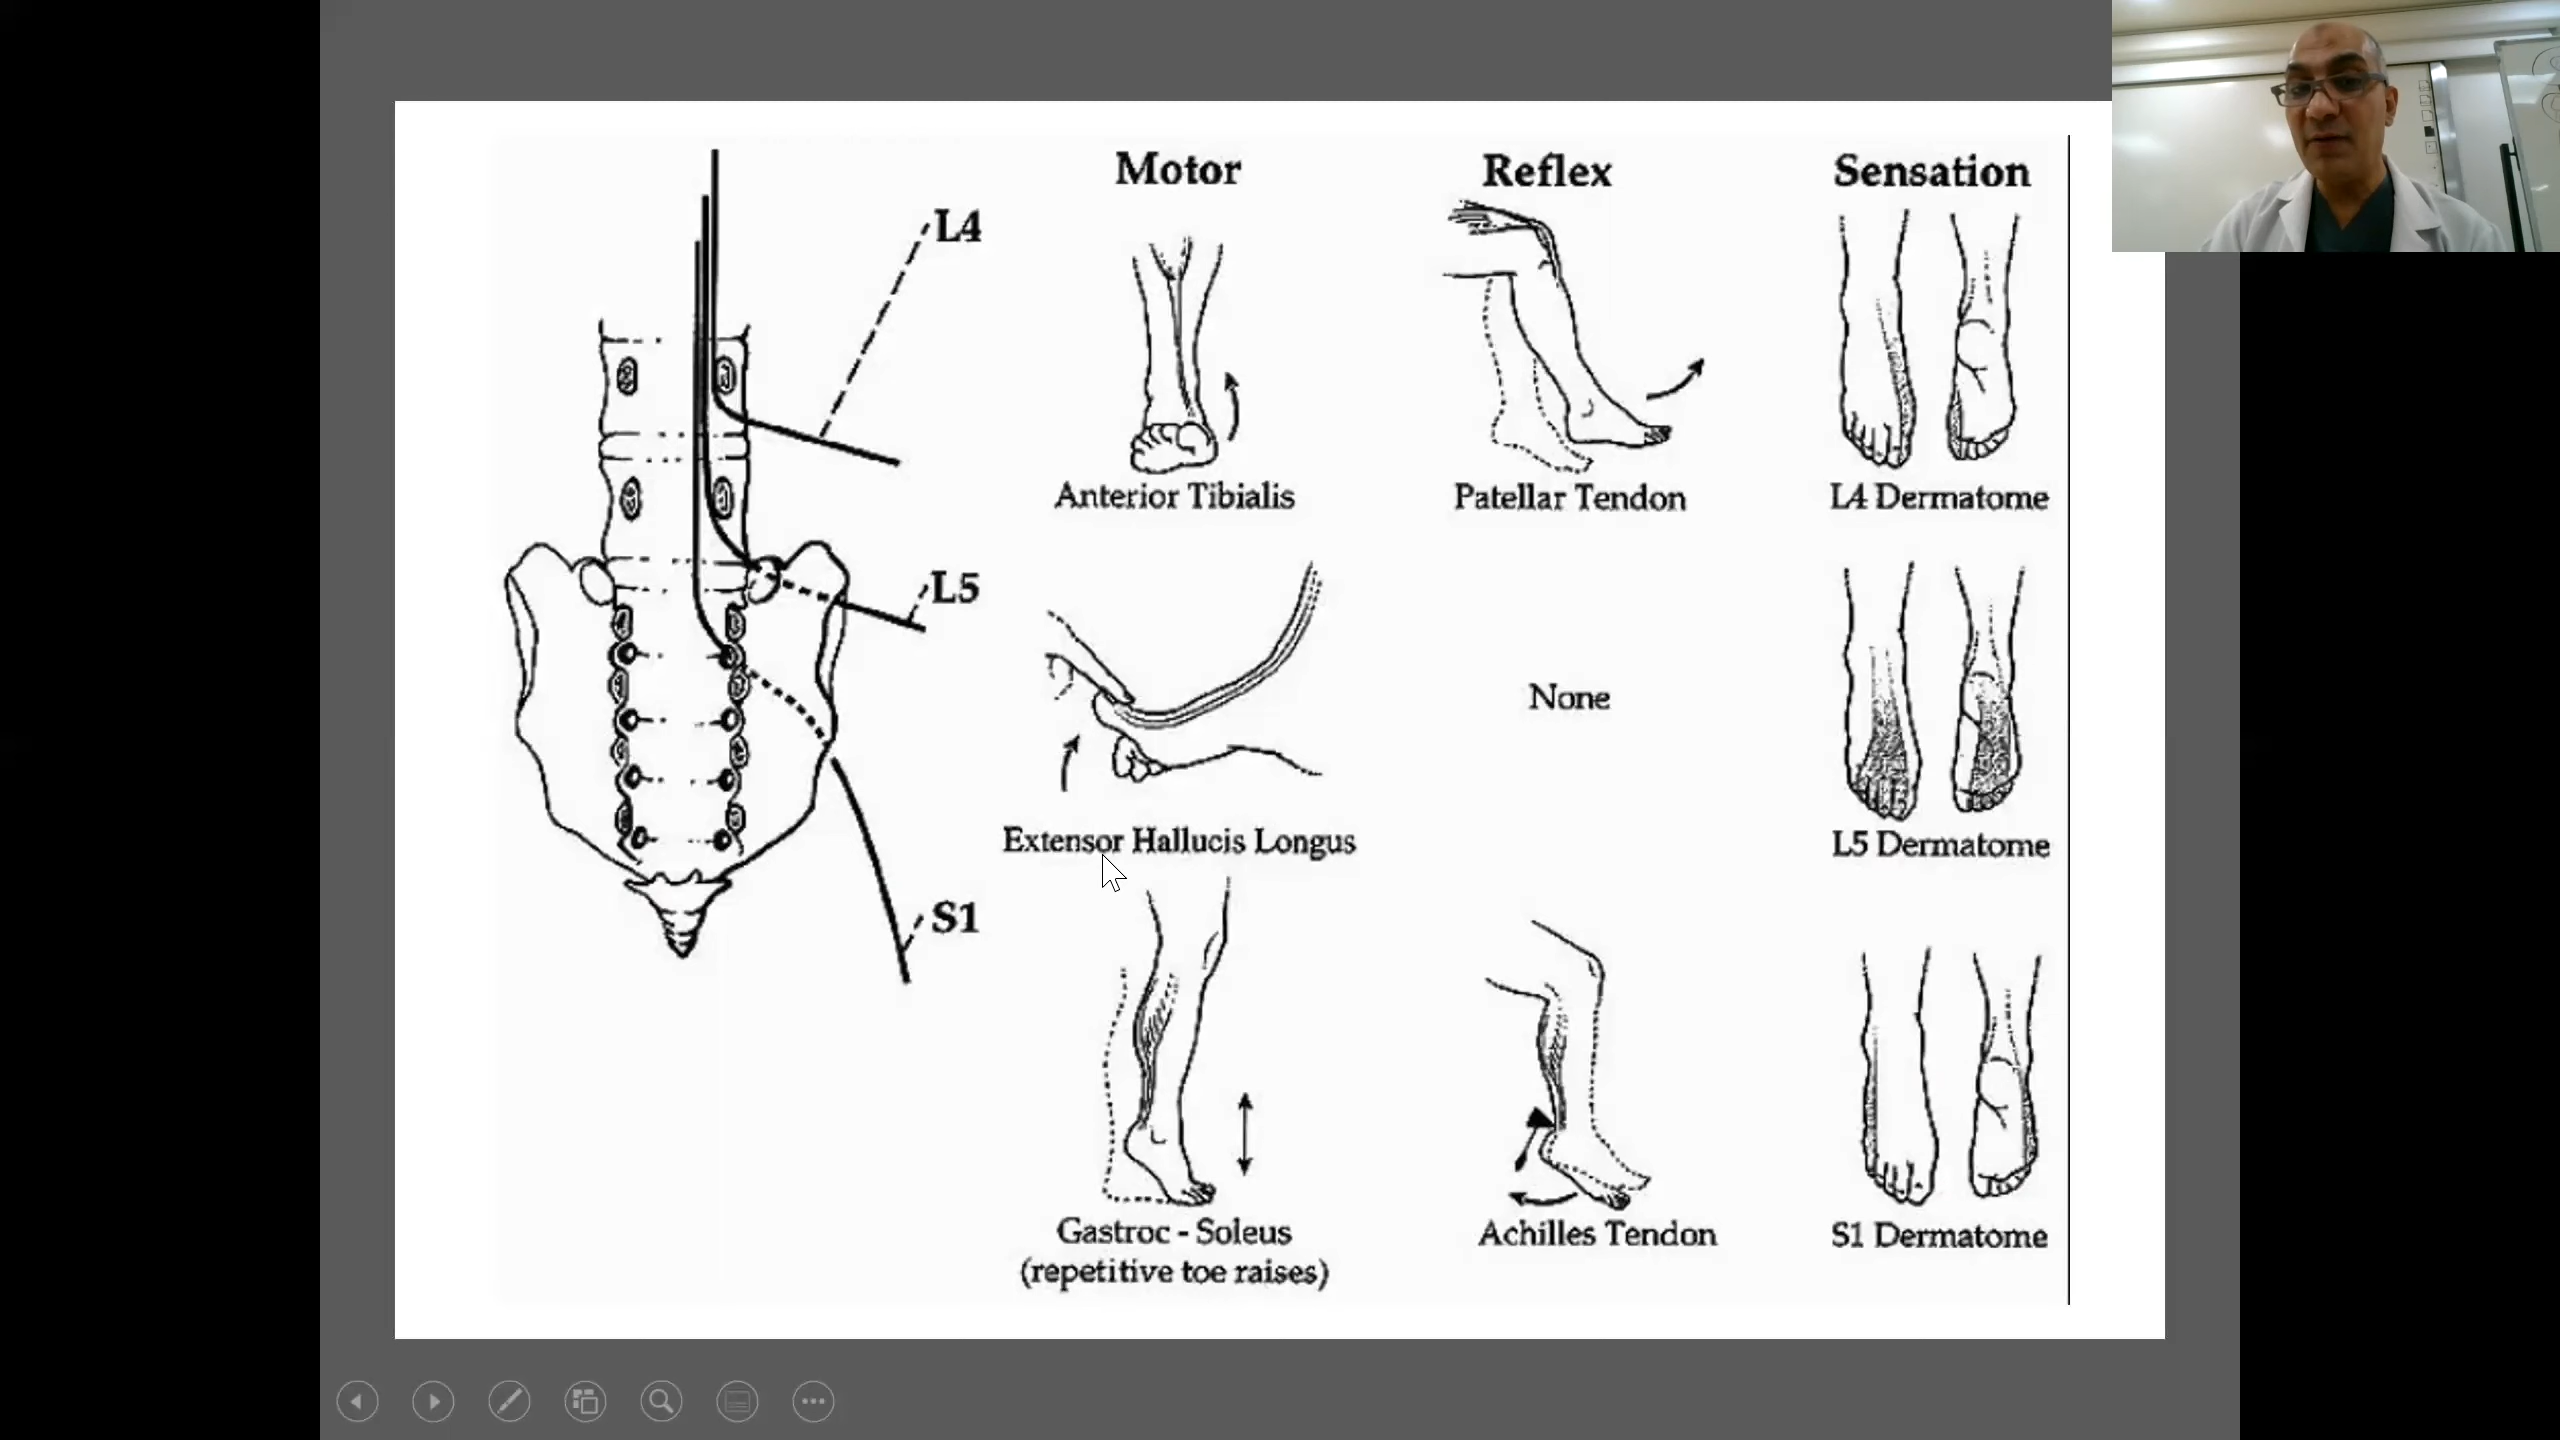 Motor
Reflex
Sensation
L4
Anterior Tibialis
Patellar Tendon
L4 Dermatome
L5
None
Extensor Hallucis Longus
L5 Dermatome
S1
Gastroc - Soleus
(repetitive toe raises)
Achilles Tendon
S1 Dermatome